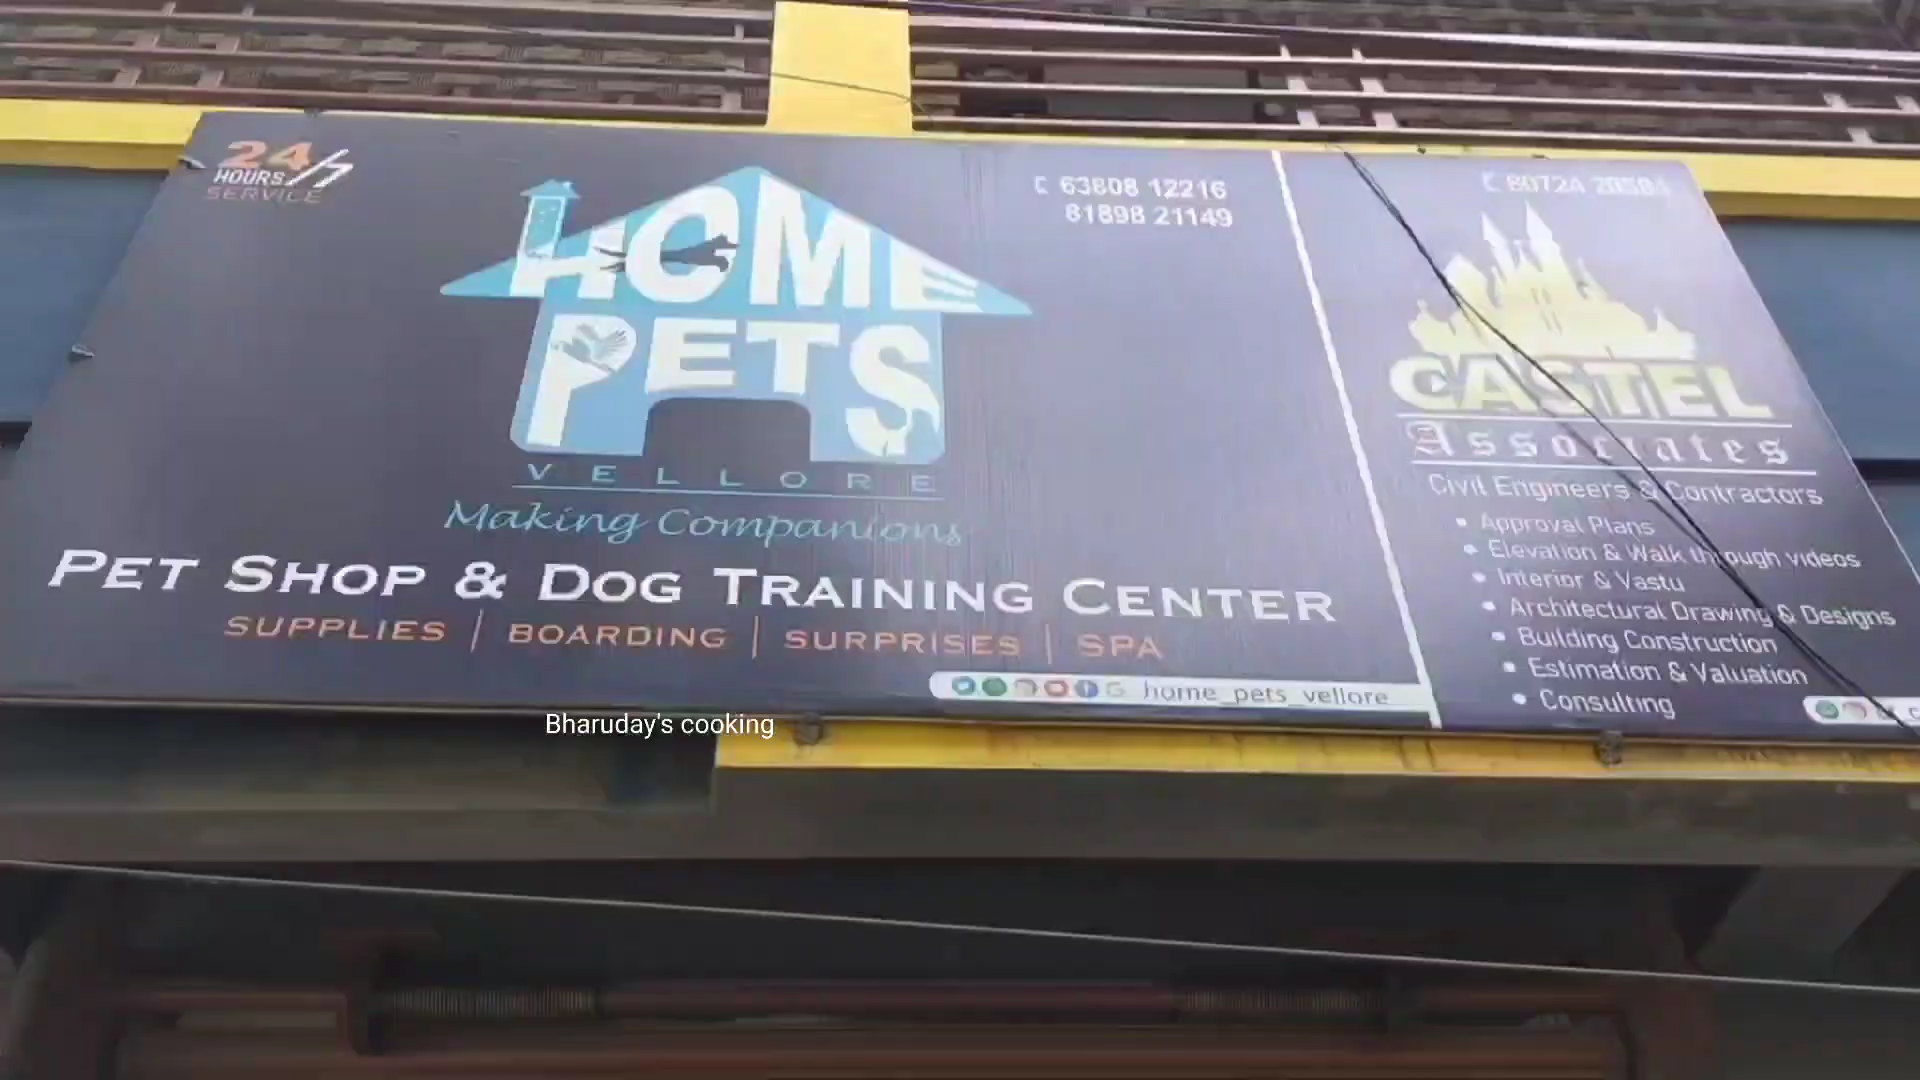 24/7
HOURS
SERVICE
HOME
PETS
VELLORE
Making Companions
PET SHOP & DOG TRAINING CENTER
SUPPLIES | BOARDING | SURPRISES | SPA
home_pets_vellore
63808 12216
81898 21149
CASTEL
Associates
Civil Engineers & Contractors
• Approval Plans
• Elevation & Walk through videos
• Interior & Vastu
• Architectural Drawing & Designs
• Building Construction
• Estimation & Valuation
• Consulting
Bharuday's cooking